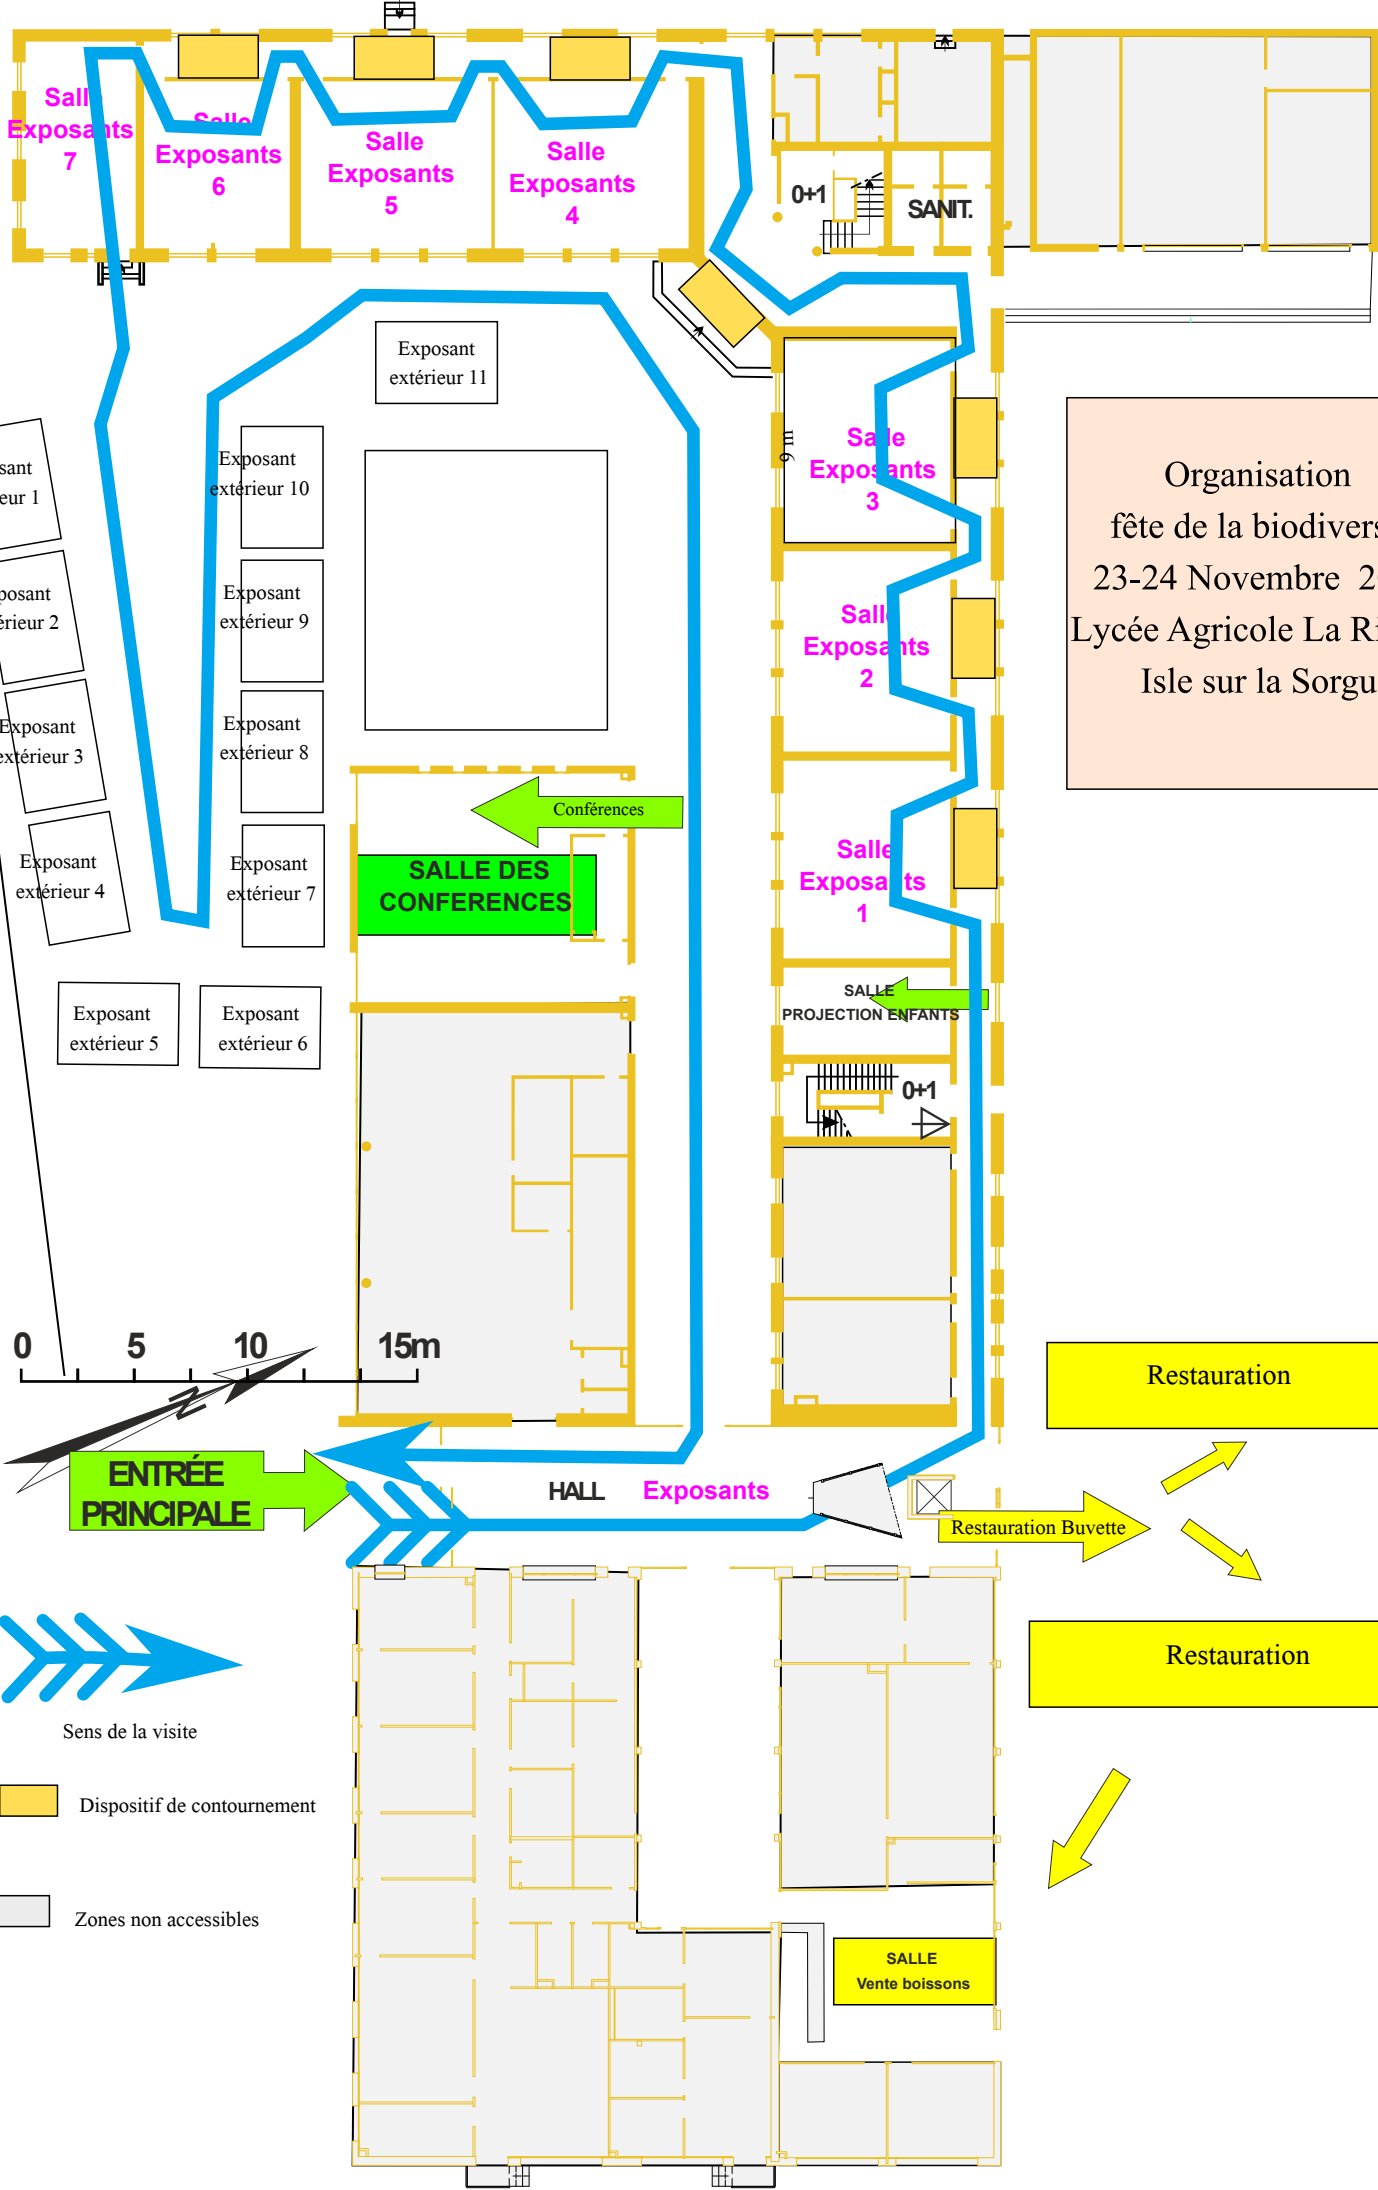 Salle
Exposants
7
Salle
Exposants
6
Salle
Exposants
5
Salle
Exposants
4
0+1
SANIT.
Exposant
extérieur 11
9 m
Salle
Exposants
3
Organisation
fête de la biodivers
23-24 Novembre 2
Lycée Agricole La Ri
Isle sur la Sorgu
sant
eur 1
Exposant
extérieur 10
posant
érieur 2
Exposant
extérieur 9
Salle
Exposants
2
Exposant
extérieur 3
Exposant
extérieur 8
Conférences
Exposant
extérieur 4
Exposant
extérieur 7
SALLE DES
CONFERENCES
Salle
Exposants
1
SALLE
PROJECTION ENFANTS
Exposant
extérieur 5
Exposant
extérieur 6
0+1
0 5 10 15m
N
Restauration
ENTRÉE
PRINCIPALE
HALL Exposants
Restauration Buvette
Restauration
Sens de la visite
Dispositif de contournement
Zones non accessibles
SALLE
Vente boissons